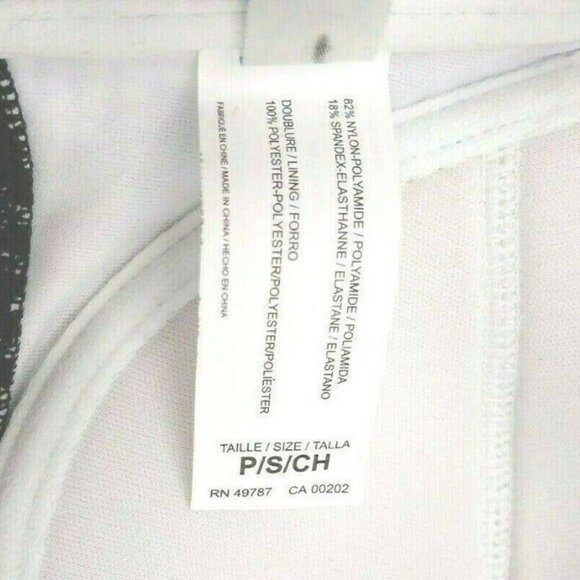 82% NYLON-POLYAMIDE / POLYAMIDE / POLIAMIDA
18% SPANDEX-ELASTHANNE / ELASTANE / ELASTANO
DOUBLURE / LINING / FORRO
100% POLYESTER-POLYESTER/POLYESTER/POLIÉSTER
FABRIQUÉ EN CHINE / MADE IN CHINA / HECHO EN CHINA
TAILLE / SIZE / TALLA
P/S/CH
RN 49787 CA 00202